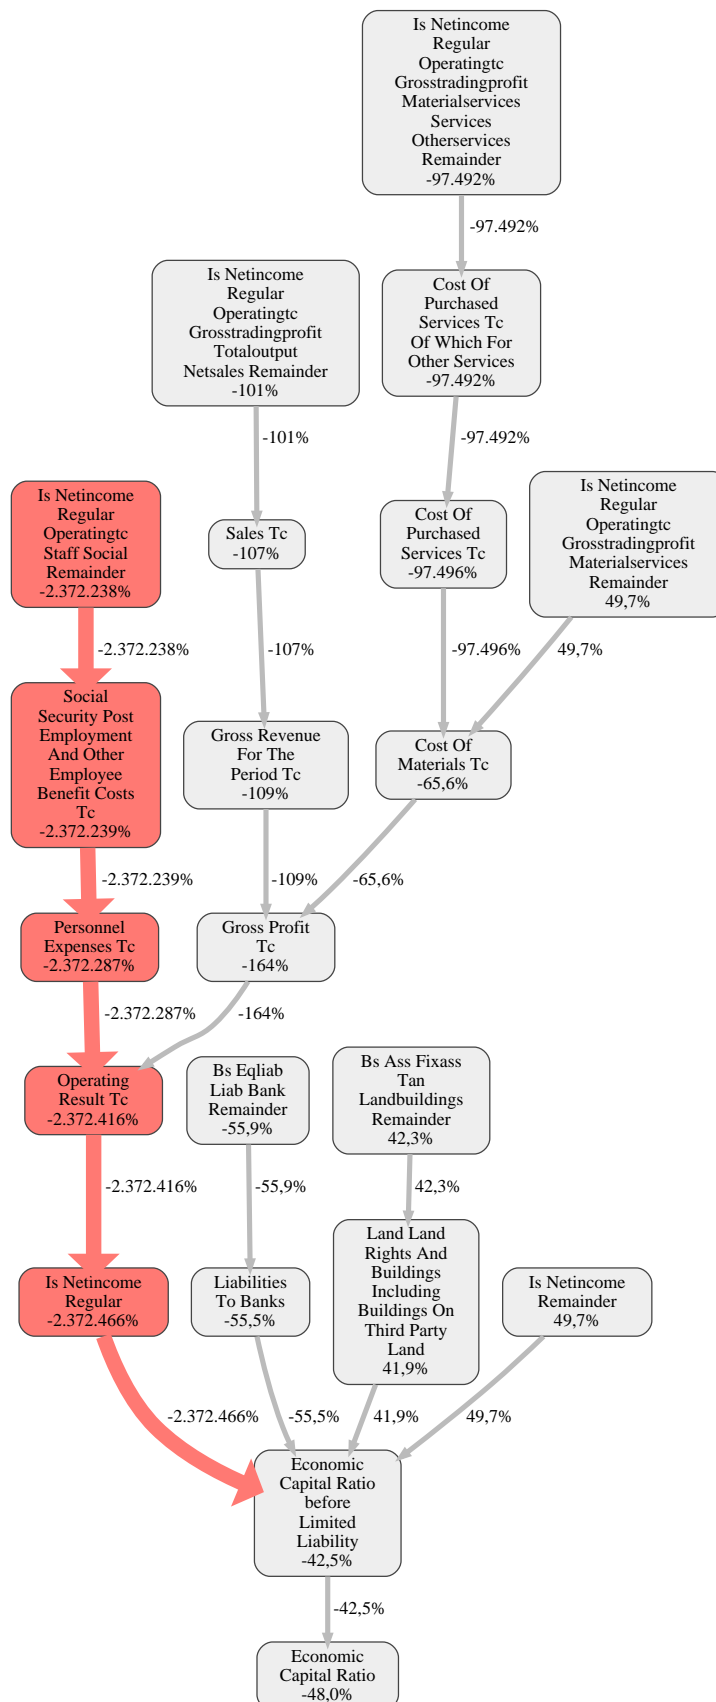 Is Netincome
Regular
Operatingtc
Grosstradingprofit
Materialservices
Services
Otherservices
Remainder
-97.492%
-97.492%
Is Netincome
Regular
Operatingtc
Grosstradingprofit
Totaloutput
Netsales Remainder
-101%
Cost Of
Purchased
Services Tc
Of Which For
Other Services
-97.492%
-101%
-97.492%
Is Netincome
Regular
Operatingtc
Staff Social
Remainder
-2.372.238%
Sales Tc
-107%
Cost Of
Purchased
Services Tc
-97.496%
Is Netincome
Regular
Operatingtc
Grosstradingprofit
Materialservices
Remainder
49,7%
-2.372.238%
-107%
-97.496%
49,7%
Social
Security Post
Employment
And Other
Employee
Benefit Costs
Tc
-2.372.239%
Gross Revenue
For The
Period Tc
-109%
Cost Of
Materials Tc
-65,6%
-2.372.239%
-109%
-65,6%
Personnel
Expenses Tc
-2.372.287%
Gross Profit
Tc
-164%
-2.372.287%
-164%
Operating
Result Tc
-2.372.416%
Bs Eqliab
Liab Bank
Remainder
-55,9%
Bs Ass Fixass
Tan
Landbuildings
Remainder
42,3%
-2.372.416%
-55,9%
42,3%
Is Netincome
Regular
-2.372.466%
Liabilities
To Banks
-55,5%
Land Land
Rights And
Buildings
Including
Buildings On
Third Party
Land
41,9%
Is Netincome
Remainder
49,7%
-2.372.466%
-55,5%
41,9%
49,7%
Economic
Capital Ratio
before
Limited
Liability
-42,5%
-42,5%
Economic
Capital Ratio
-48,0%